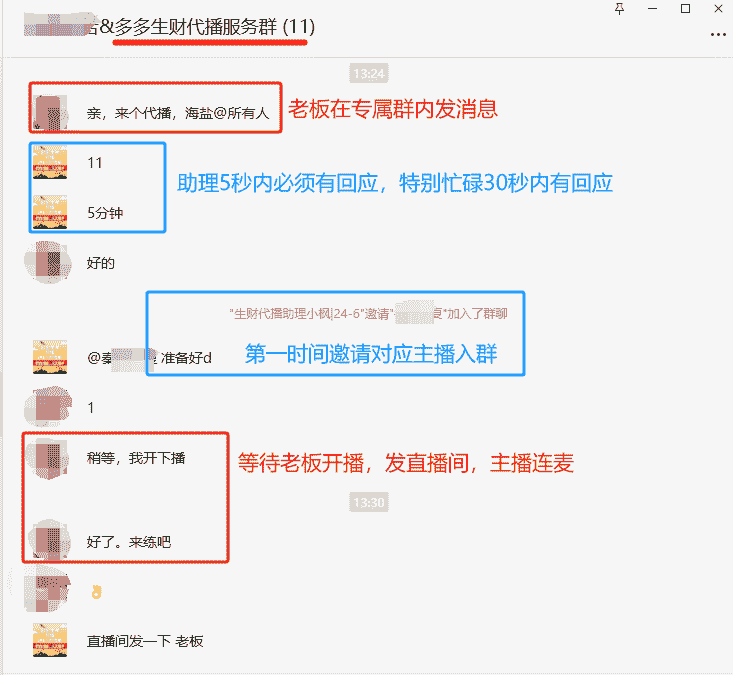 &多多生财代播服务群 (11)
13:24
亲，来个代播，海盐@所有人
老板在专属群内发消息
11
助理5秒内必须有回应，特别忙碌30秒内有回应
5分钟
好的
"生财代播助理小枫|24-6"邀请"夏"加入了群聊
@秦 准备好d
第一时间邀请对应主播入群
1
稍等，我开下播
等待老板开播，发直播间，主播连麦
13:30
好了。来练吧
👌
直播间发一下 老板